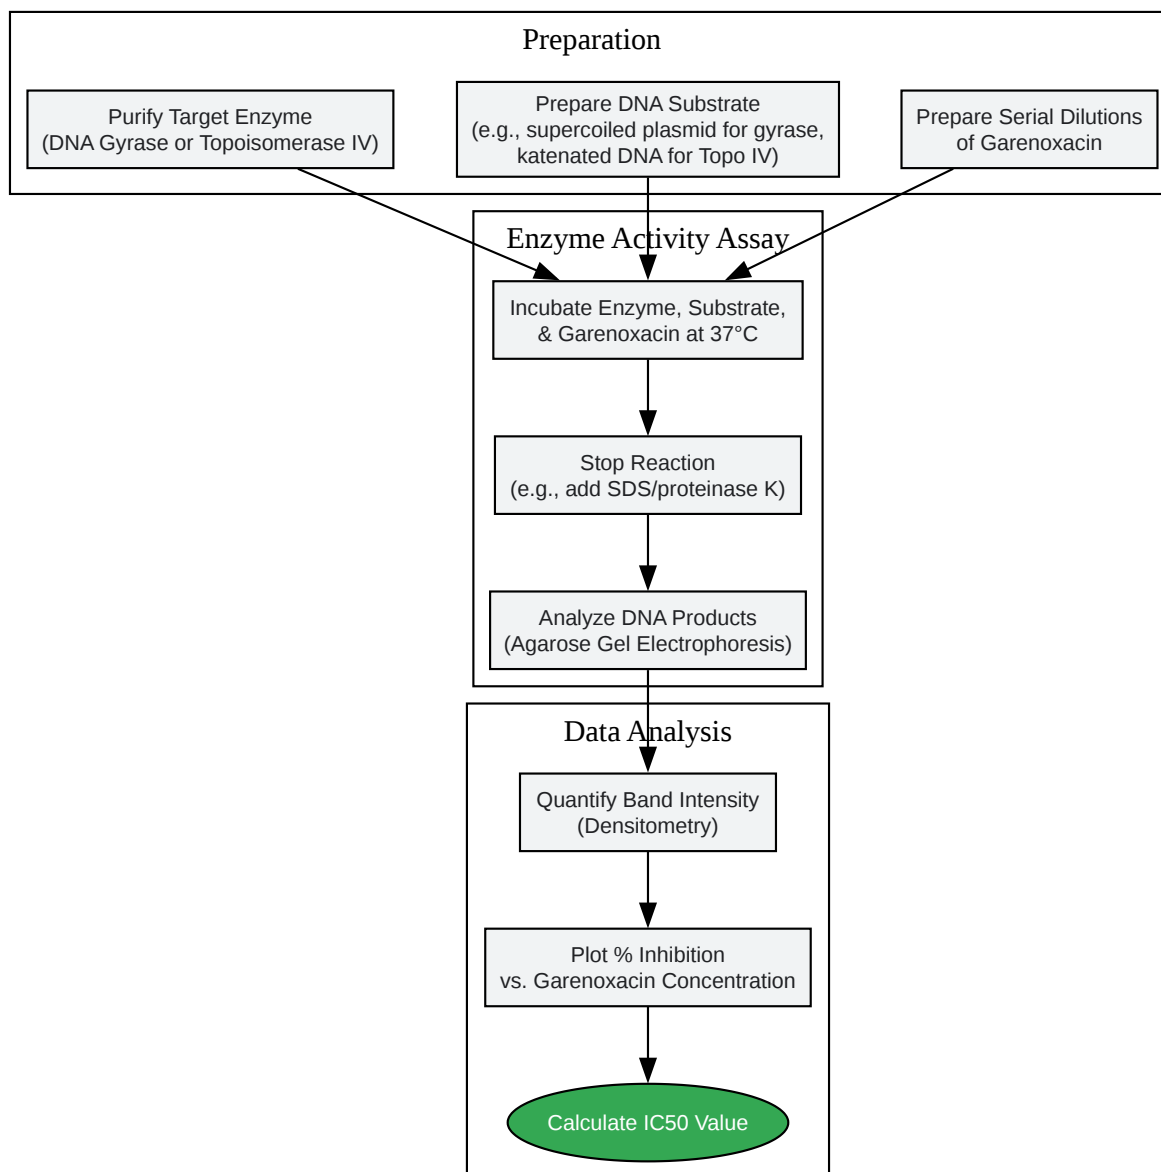 Preparation
Purify Target Enzyme
(DNA Gyrase or Topoisomerase IV)
Prepare DNA Substrate
(e.g., supercoiled plasmid for gyrase,
katenated DNA for Topo IV)
Prepare Serial Dilutions
of Garenoxacin
Enzyme Activity Assay
Incubate Enzyme, Substrate,
& Garenoxacin at 37°C
Stop Reaction
(e.g., add SDS/proteinase K)
Analyze DNA Products
(Agarose Gel Electrophoresis)
Data Analysis
Quantify Band Intensity
(Densitometry)
Plot % Inhibition
vs. Garenoxacin Concentration
Calculate IC50 Value